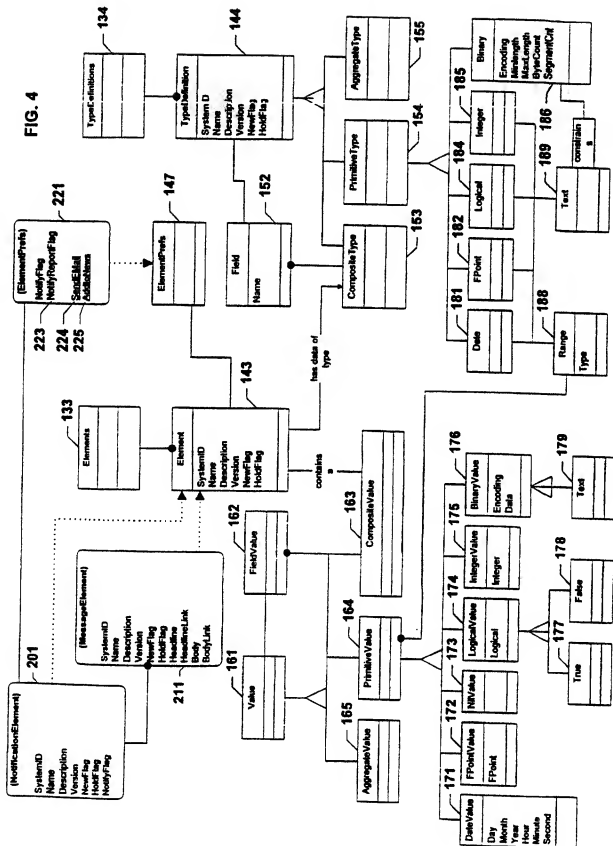 FIG. 4
134
TypeDefinitions
144
TypeDefinition
System D
Name
Description
Version
NewFlag
HoldFlag
221
(ElementPrefs)
NotifyFlag
NotifyReportFlag
SendEMail
223
224
225
147
ElementPrefs
152
Field
Name
AggregateType
155
PrimitiveType
154
CompositeType
153
has data of
type
133
Elements
143
Element
SystemID
Name
Description
Version
NewFlag
HoldFlag
contains
a
201
(NotificationElement)
SystemID
Name
Description
Version
NewFlag
HoldFlag
NotifyFlag
(MessageElement)
SystemID
Name
Description
Version
NewFlag
HoldFlag
Headline
HeadlineLink
Body
BodyLink
211
161
Value
162
FieldValue
163
CompositeValue
164
PrimitiveValue
165
AggregateValue
181
Date
182
FPoint
184
Logical
185
Integer
Binary
Encoding
Minlength
MaxLength
ByteCount
SegmentCnt
186
188
Range
Type
189
Text
constrain
s
171
DateValue
Day
Month
Year
Hour
Minute
Second
172
FPointValue
FPoint
173
NilValue
174
LogicalValue
Logical
175
IntegerValue
Integer
176
BinaryValue
Encoding
Data
177
True
178
False
179
Text